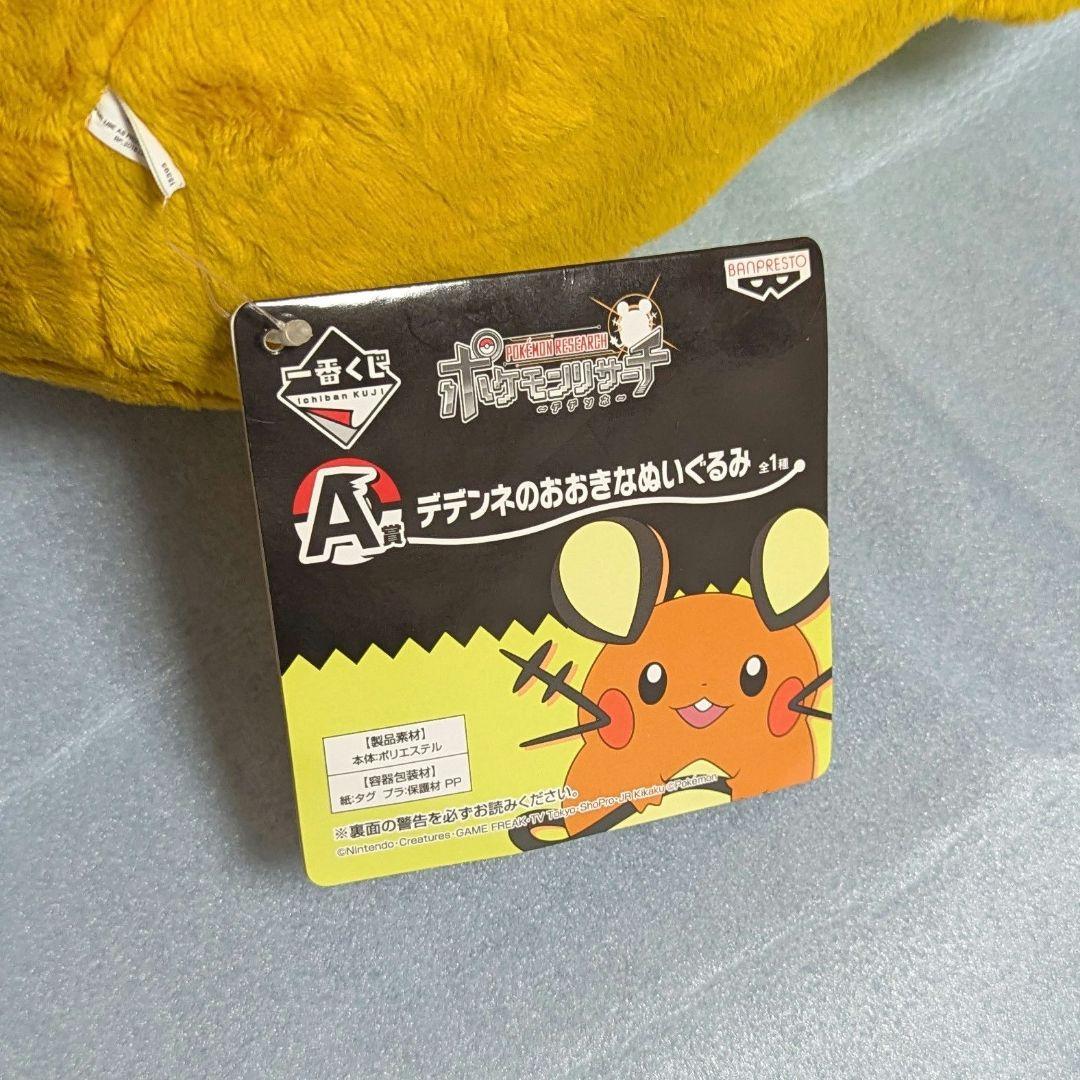 BANPRESTO
一番くじ
Ichiban KUJI
POKÉMON RESEARCH
ポケモンリサーチ
～デデンネ～
A賞
デデンネのおおきなぬいぐるみ 全1種
【製品素材】
本体:ポリエステル
【容器包装材】
紙:タグ プラ:保護材 PP
※裏面の警告を必ずお読みください。
©Nintendo・Creatures・GAME FREAK・TV Tokyo・ShoPro・JR Kikaku ©Pokémon